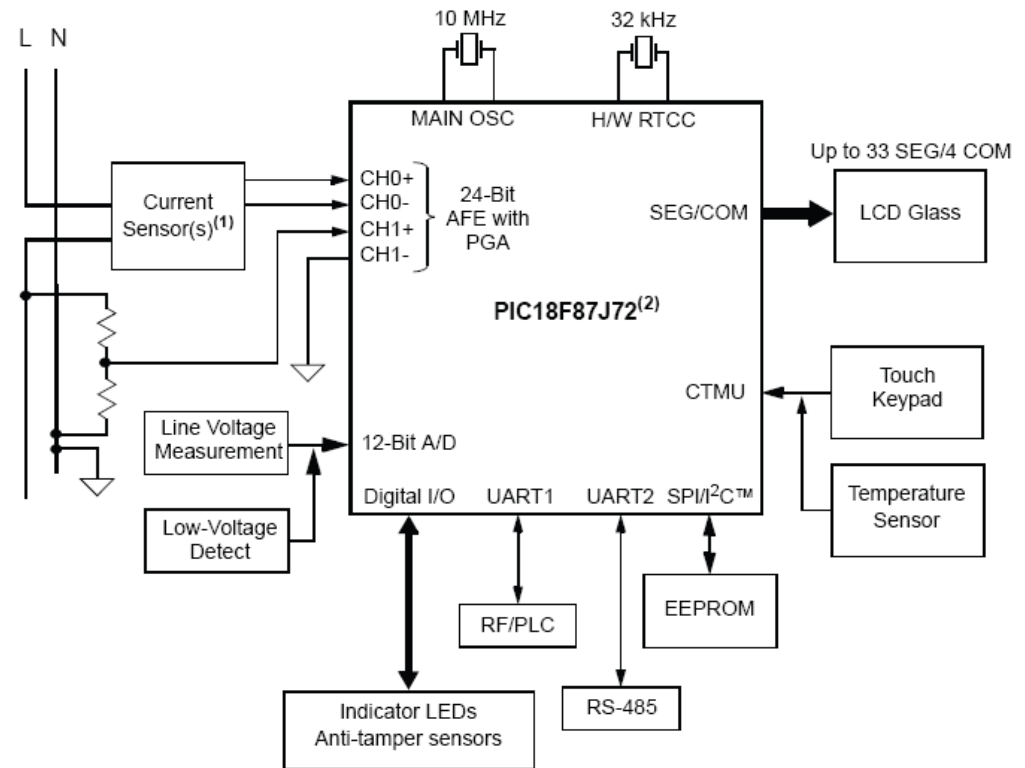 10 MHz
32 kHz
L N
MAIN OSC
H/W RTCC
Up to 33 SEG/4 COM
Current
Sensor(s)(1)
CH0+
CH0-
CH1+
CH1-
24-Bit
AFE with
PGA
SEG/COM
LCD Glass
PIC18F87J72(2)
CTMU
Touch
Keypad
Line Voltage
Measurement
12-Bit A/D
Low-Voltage
Detect
Digital I/O
UART1
UART2
SPI/I²C™
Temperature
Sensor
RF/PLC
EEPROM
RS-485
Indicator LEDs
Anti-tamper sensors